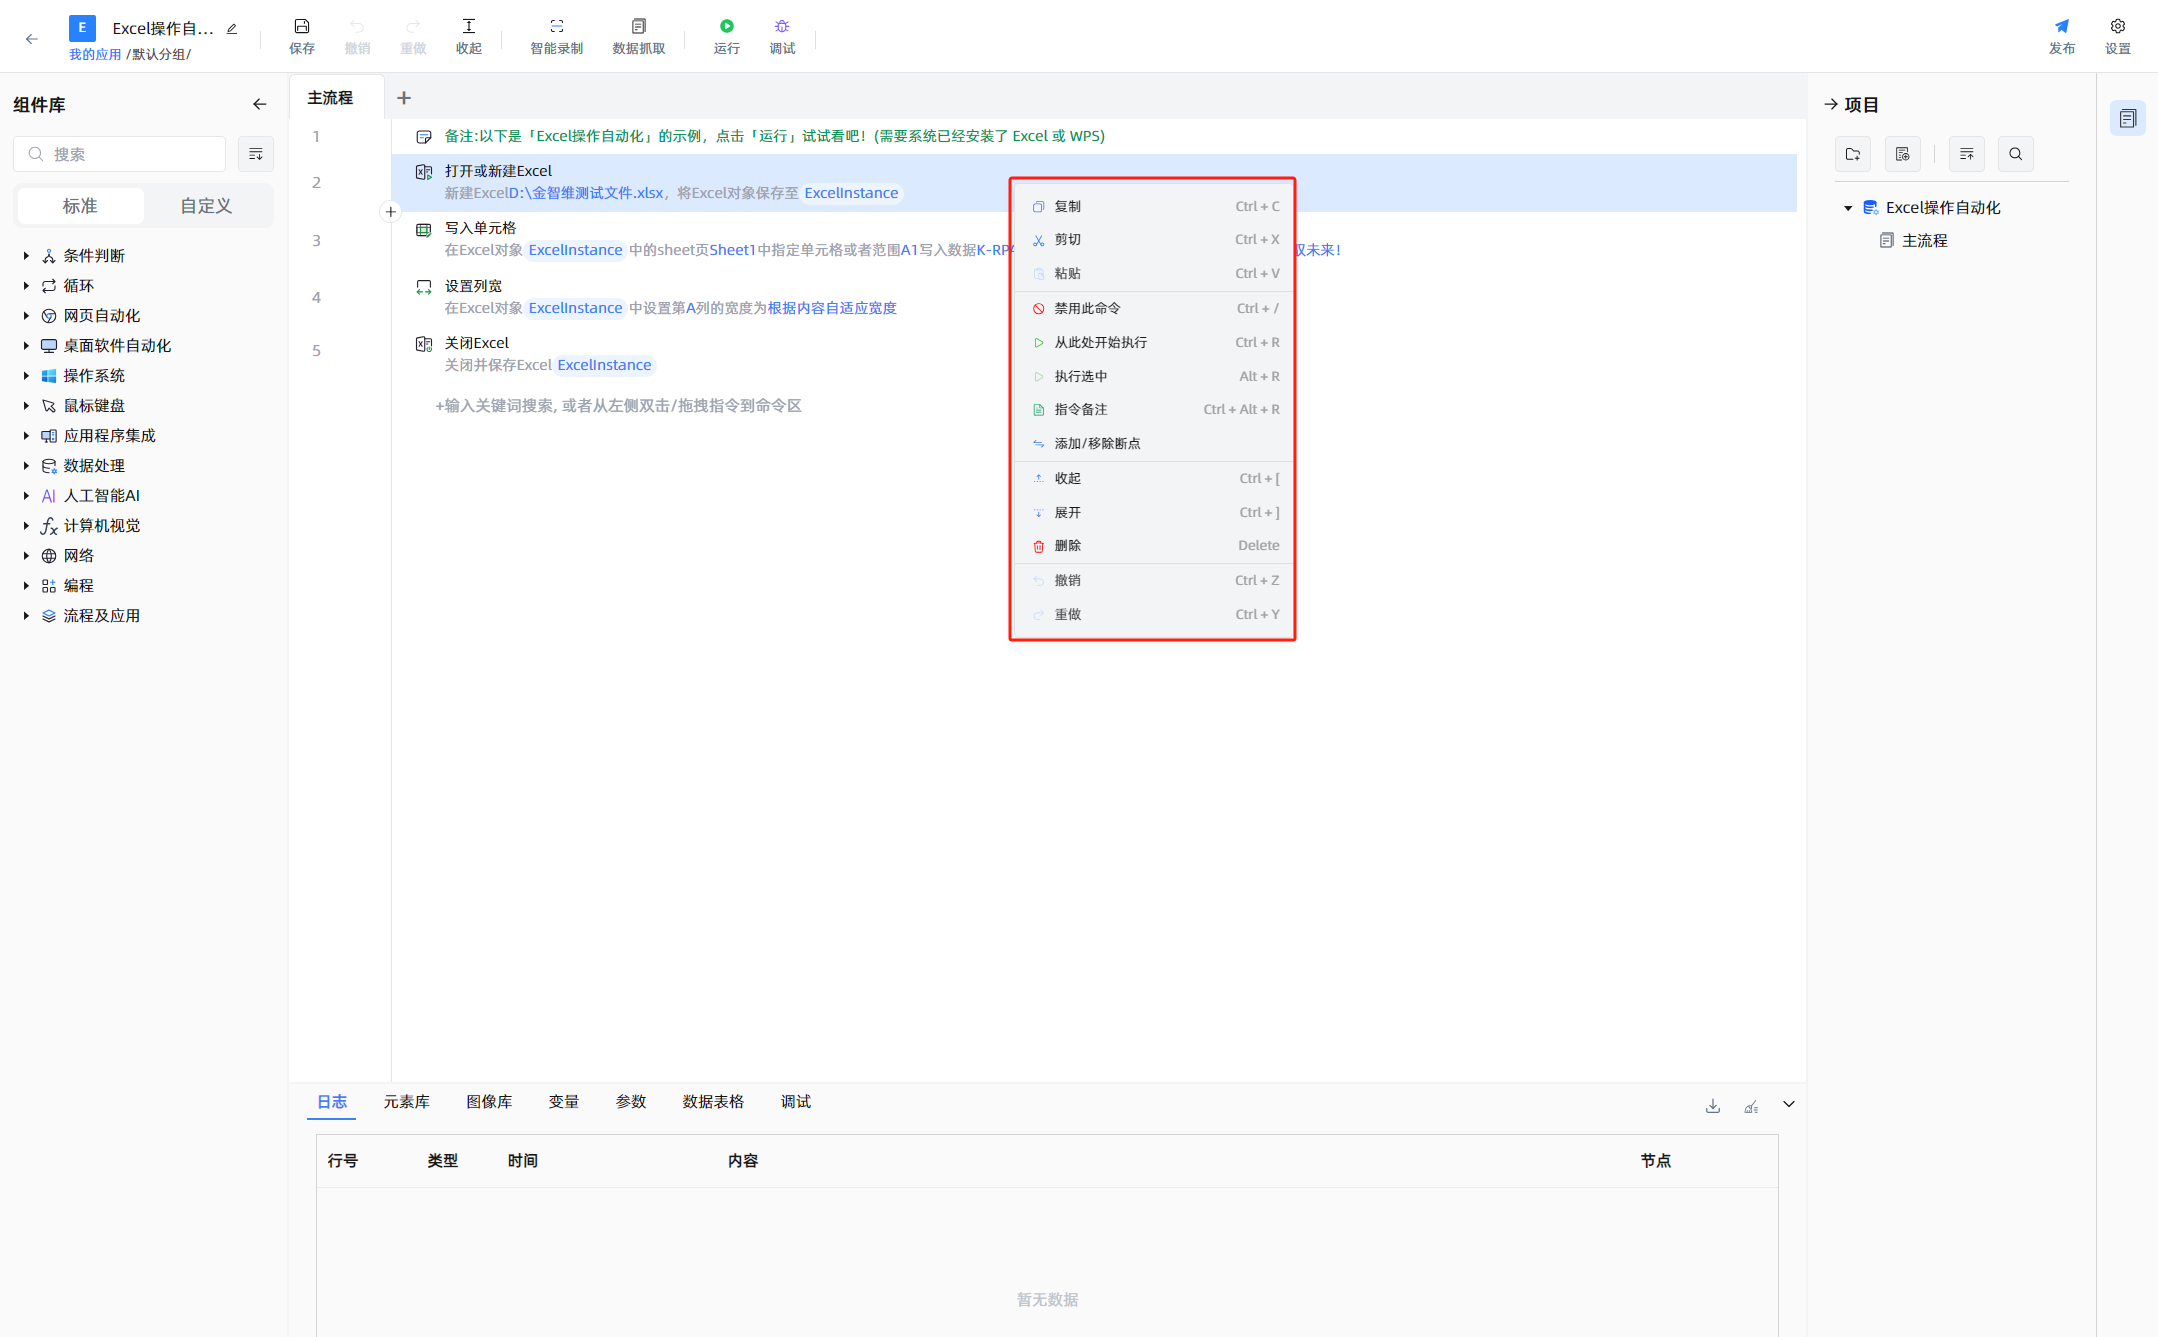 E Excel操作自...
我的应用 /默认分组/
保存
撤销
重做
收起
智能录制
数据抓取
运行
调试
发布
设置
组件库
搜索
标准 自定义
条件判断
循环
网页自动化
桌面软件自动化
操作系统
鼠标键盘
应用程序集成
数据处理
AI 人工智能AI
计算机视觉
网络
编程
流程及应用
主流程
1 备注:以下是「Excel操作自动化」的示例，点击「运行」试试看吧！(需要系统已经安装了 Excel 或 WPS)
2 打开或新建Excel
新建ExcelD:\金智维测试文件.xlsx，将Excel对象保存至 ExcelInstance
3 写入单元格
在Excel对象 ExcelInstance 中的sheet页Sheet1中指定单元格或者范围A1写入数据K-RP 未来！
4 设置列宽
在Excel对象 ExcelInstance 中设置第A列的宽度为根据内容自适应宽度
5 关闭Excel
关闭并保存Excel ExcelInstance
+输入关键词搜索, 或者从左侧双击/拖拽指令到命令区
复制 Ctrl + C
剪切 Ctrl + X
粘贴 Ctrl + V
禁用此命令 Ctrl + /
从此处开始执行 Ctrl + R
执行选中 Alt + R
指令备注 Ctrl + Alt + R
添加/移除断点
收起 Ctrl + [
展开 Ctrl + ]
删除 Delete
撤销 Ctrl + Z
重做 Ctrl + Y
项目
Excel操作自动化
主流程
日志 元素库 图像库 变量 参数 数据表格 调试
行号 类型 时间 内容 节点
暂无数据